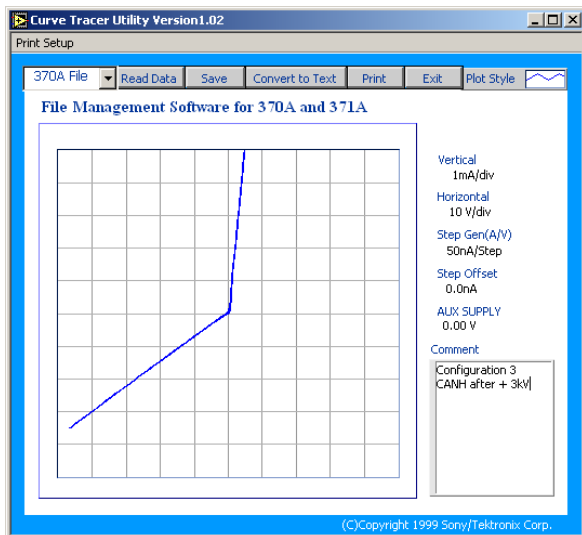 Curve Tracer Utility Version1.02
Print Setup
370A File Read Data Save Convert to Text Print Exit Plot Style
File Management Software for 370A and 371A
Vertical
1mA/div
Horizontal
10 V/div
Step Gen(A/V)
50nA/Step
Step Offset
0.0nA
AUX SUPPLY
0.00 V
Comment
Configuration 3
CANH after + 3kV
(C)Copyright 1999 Sony/Tektronix Corp.